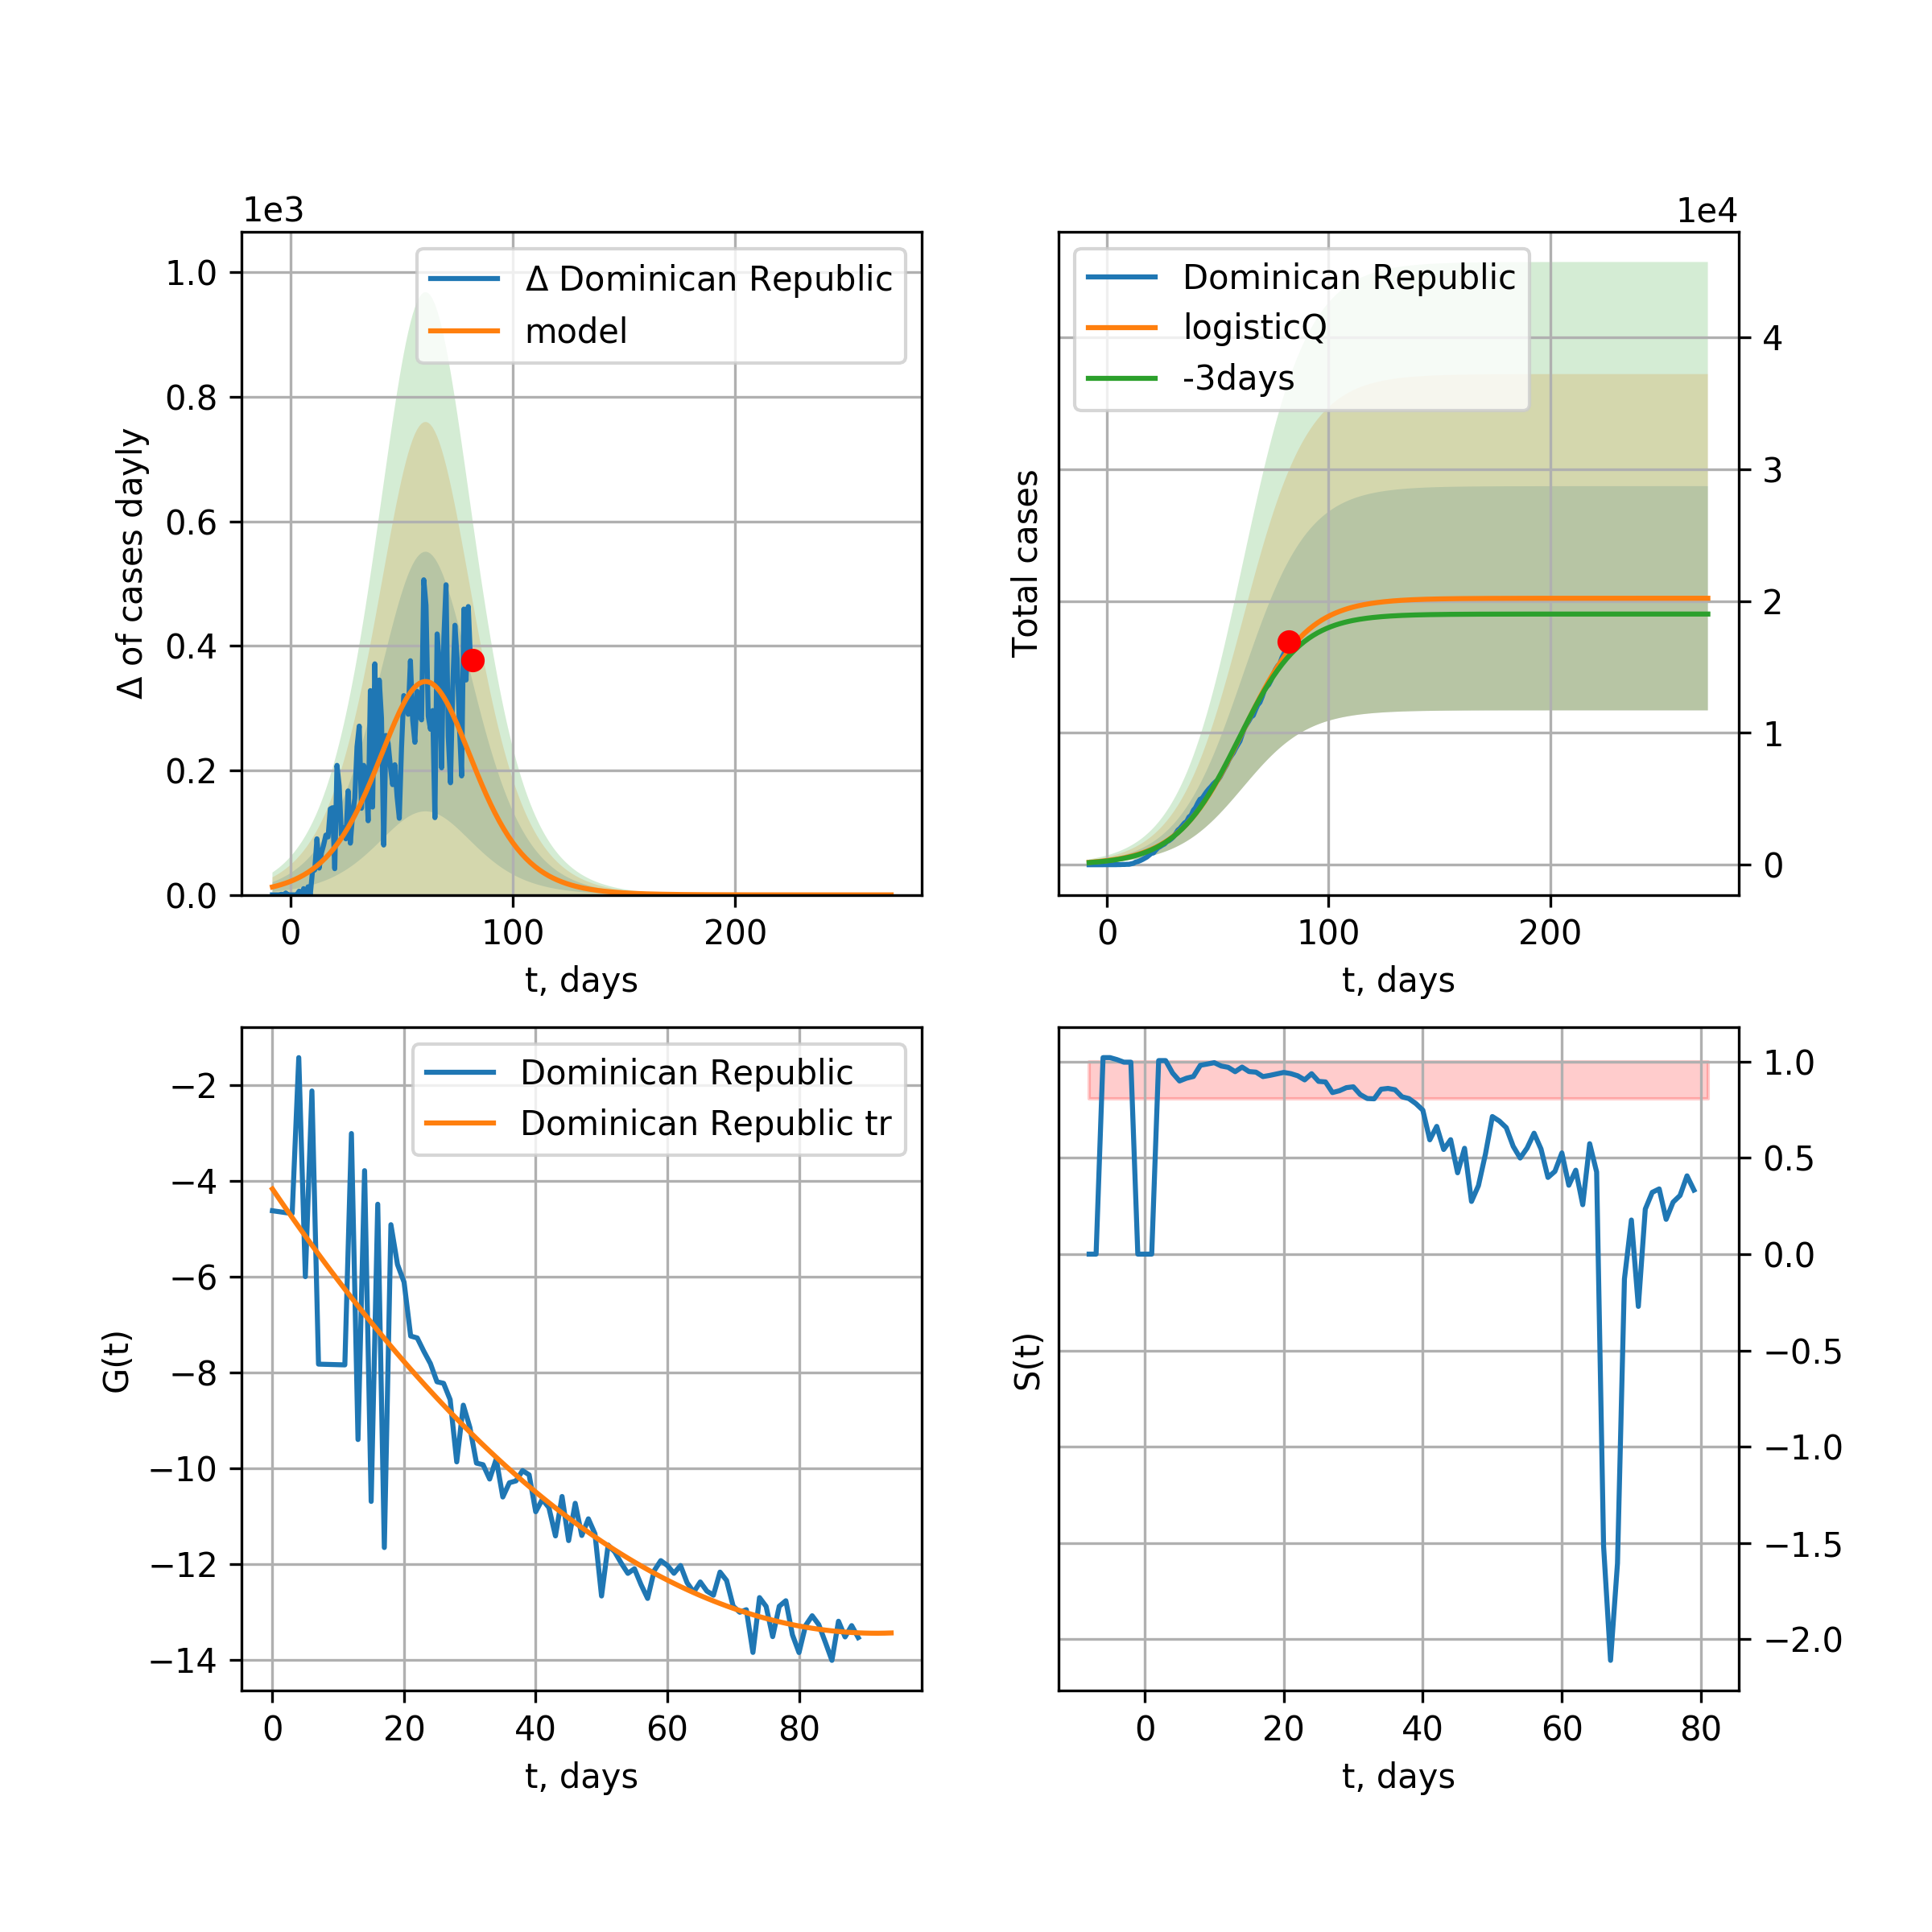 1e3
Δ of cases dayly
1.0
0.8
0.6
0.4
0.2
0.0
Δ Dominican Republic
model
0 100 200
t, days
1e4
Total cases
Dominican Republic
logisticQ
-3days
4
3
2
1
0
0 100 200
t, days
G(t)
−2
−4
−6
−8
−10
−12
−14
Dominican Republic
Dominican Republic tr
0 20 40 60 80
t, days
S(t)
1.0
0.5
0.0
−0.5
−1.0
−1.5
−2.0
0 20 40 60 80
t, days